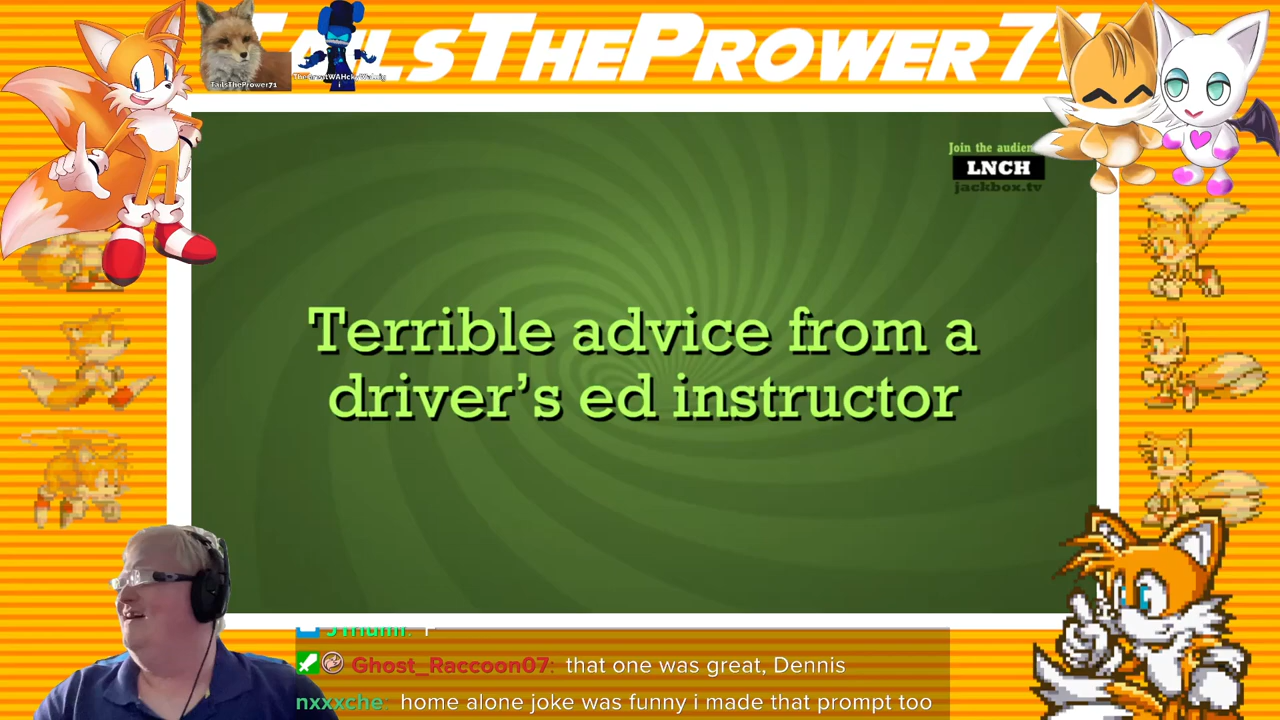 TAILSTHEPROWER71
TailsThePrower71
Join the audien
LNCH
jackbox.tv
Terrible advice from a
driver's ed instructor
Ghost_Raccoon07: that one was great, Dennis
nxxxche: home alone joke was funny i made that prompt too